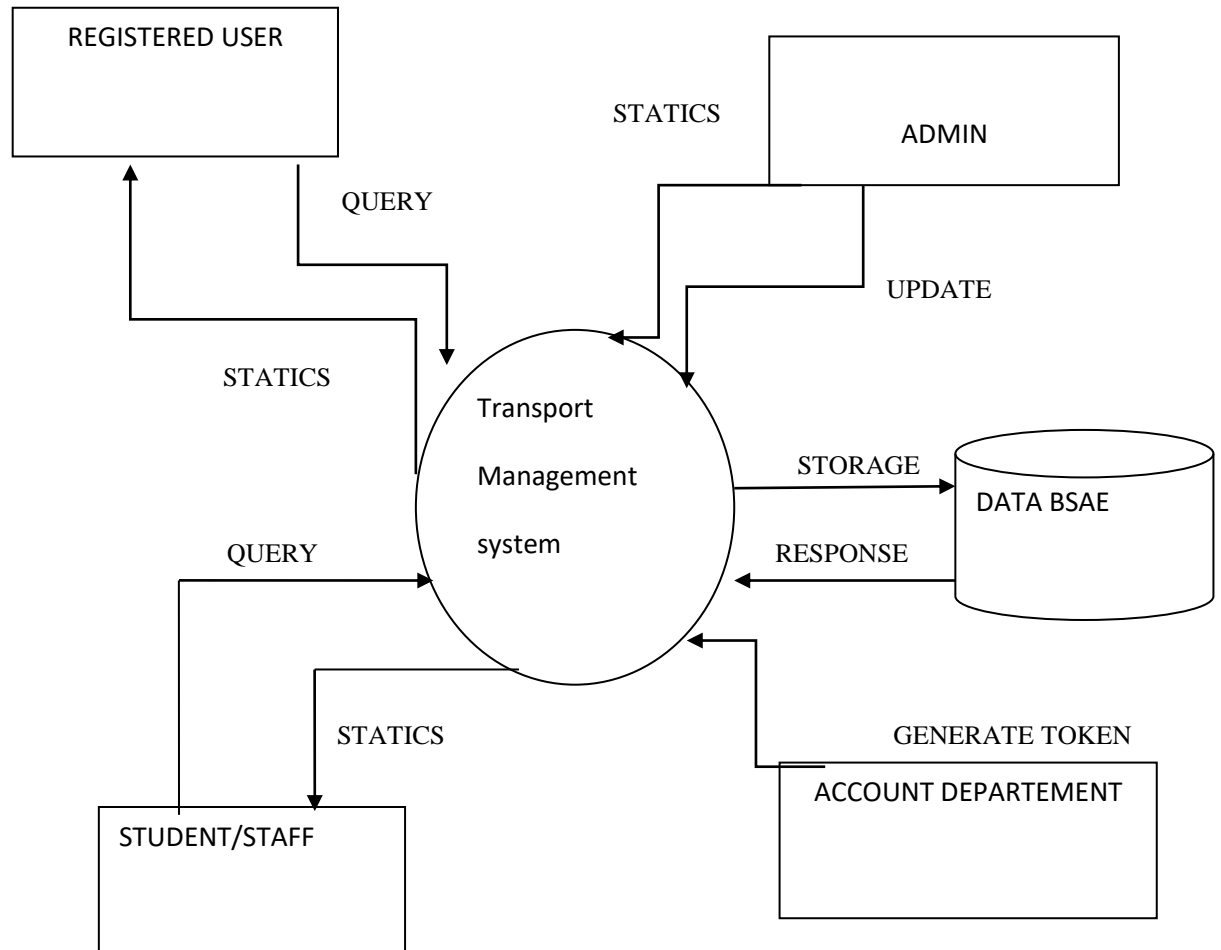 REGISTERED USER
STATICS
ADMIN
QUERY
UPDATE
STATICS
Transport
Management
system
STORAGE
DATA BSAE
QUERY
RESPONSE
STATICS
GENERATE TOKEN
ACCOUNT DEPARTEMENT
STUDENT/STAFF